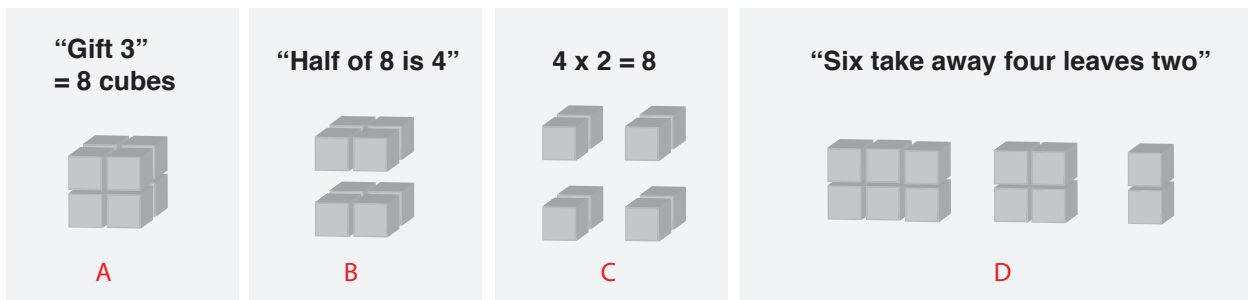 “Gift 3”
= 8 cubes
“Half of 8 is 4”
4 x 2 = 8
“Six take away four leaves two”
A
B
C
D